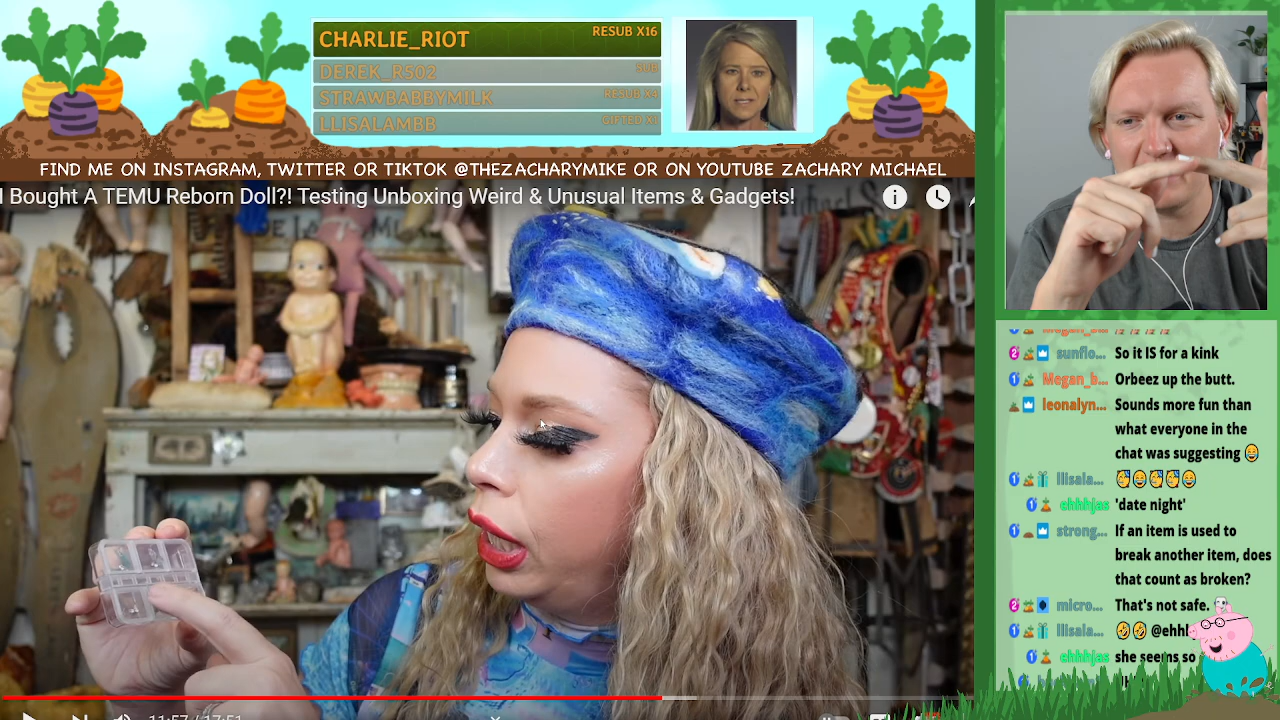 CHARLIE_RIOT RESUB X16
DEREK_RS02 SUB
STRAWBABBYMILK RESUB X4
LLISALAMBB GIFTED X1
FIND ME ON INSTAGRAM, TWITTER OR TIKTOK @THEZACHARYMIKE OR ON YOUTUBE ZACHARY MICHAEL
I Bought A TEMU Reborn Doll?! Testing Unboxing Weird & Unusual Items & Gadgets!
sunflo... So it IS for a kink
Megan_b... Orbeez up the butt.
leonalyn... Sounds more fun than
what everyone in the
chat was suggesting 😂
llisala... 🥳😂🥳🥳😂
ehhhjas 'date night'
strong... If an item is used to
break another item, does
that count as broken?
micro... That's not safe.
llisala... 🤣🤣 @ehhl
ehhhjas she seems so
11:57 / 17:51